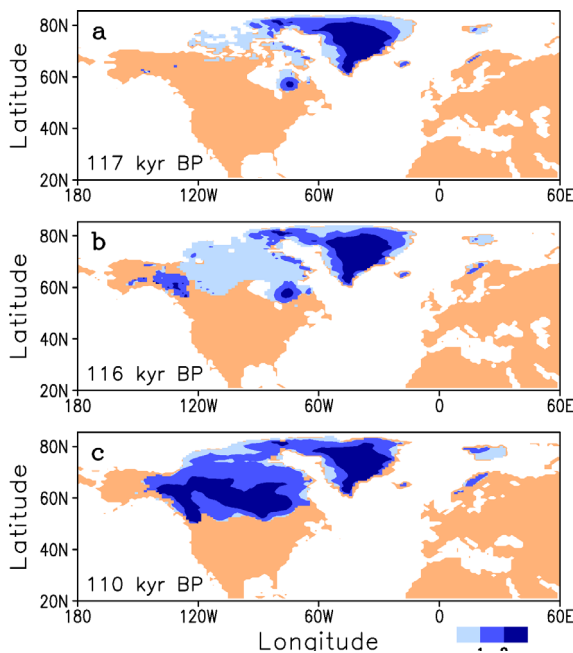 80N
a
60N
Latitude
40N
117 kyr BP
20N
180
120W
60W
0
60E
80N
b
60N
Latitude
40N
116 kyr BP
20N
180
120W
60W
0
60E
80N
c
60N
Latitude
40N
110 kyr BP
20N
180
120W
60W
0
60E
Longitude